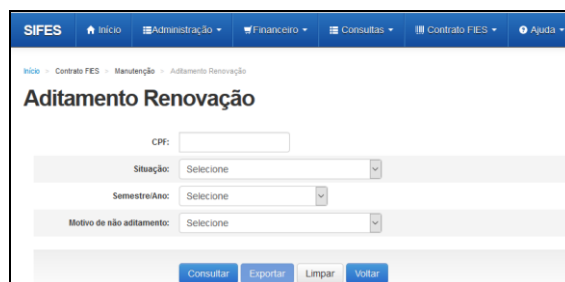 SIFES Início Administração Financeiro Consultas Contrato FIES Ajuda
Início > Contrato FIES > Manutenção > Aditamento Renovação
Aditamento Renovação
CPF:
Situação: Selecione
Semestre/Ano: Selecione
Motivo de não aditamento: Selecione
Consultar Exportar Limpar Voltar